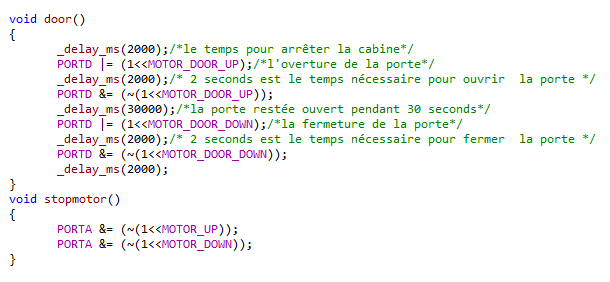 void door()
{
_delay_ms(2000);/*le temps pour arrêter la cabine*/
PORTD |= (1<<MOTOR_DOOR_UP);/*l'overture de la porte*/
_delay_ms(2000);/* 2 seconds est le temps nécessaire pour ouvrir  la porte */
PORTD &= (~(1<<MOTOR_DOOR_UP));
_delay_ms(30000);/*la porte restée ouvert pendant 30 seconds*/
PORTD |= (1<<MOTOR_DOOR_DOWN);/*la fermeture de la porte*/
_delay_ms(2000);/* 2 seconds est le temps nécessaire pour fermer  la porte */
PORTD &= (~(1<<MOTOR_DOOR_DOWN));
_delay_ms(2000);
}
void stopmotor()
{
PORTA &= (~(1<<MOTOR_UP));
PORTA &= (~(1<<MOTOR_DOWN));
}